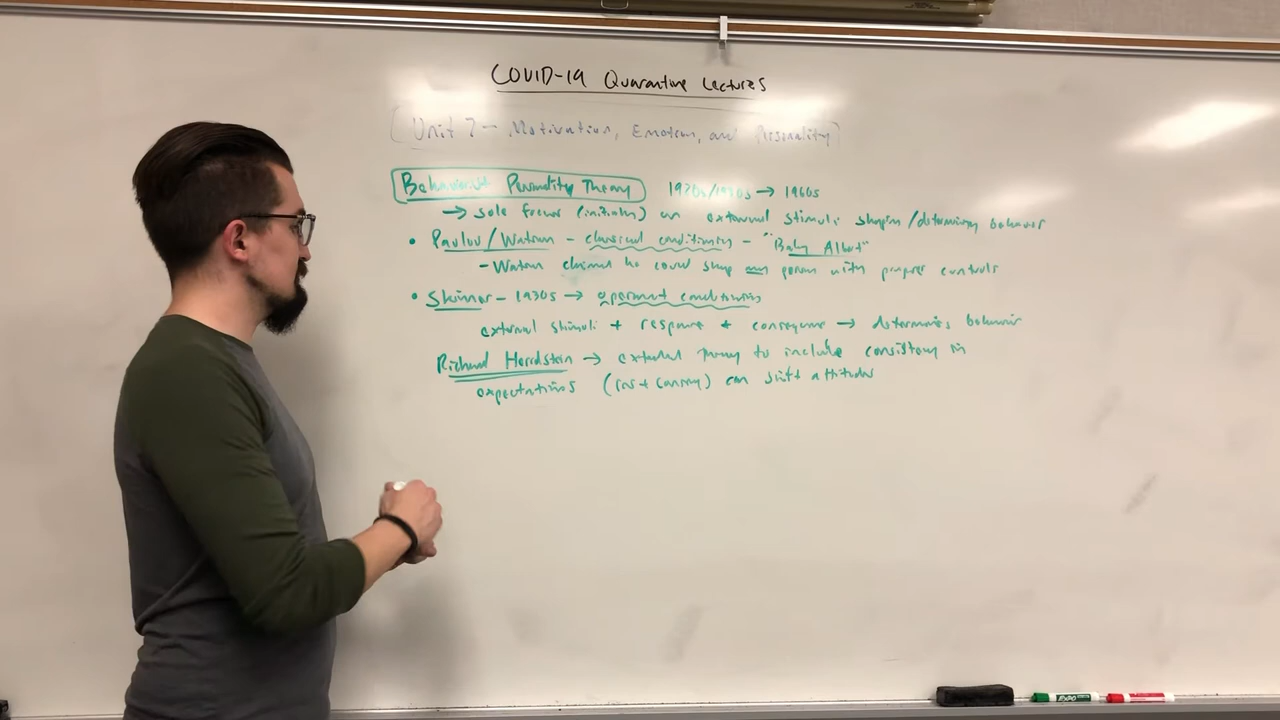 COVID-19 Quarantine Lectures
(Unit 7 - Motivation, Emotion, and Personality)
Behaviorist Personality Theory 1920s/1930s → 1960s
→ sole focus (initially) on external stimuli shaping/determining behavior
• Pavlov/Watson - classical conditioning - "Baby Albert"
- Watson claimed he could shape any person with proper controls
• Skinner - 1930s → operant conditioning
external stimuli + response + consequence → determines behavior
Richard Herrnstein → extended theory to include consistency in
expectations can shift attitudes
EXPO